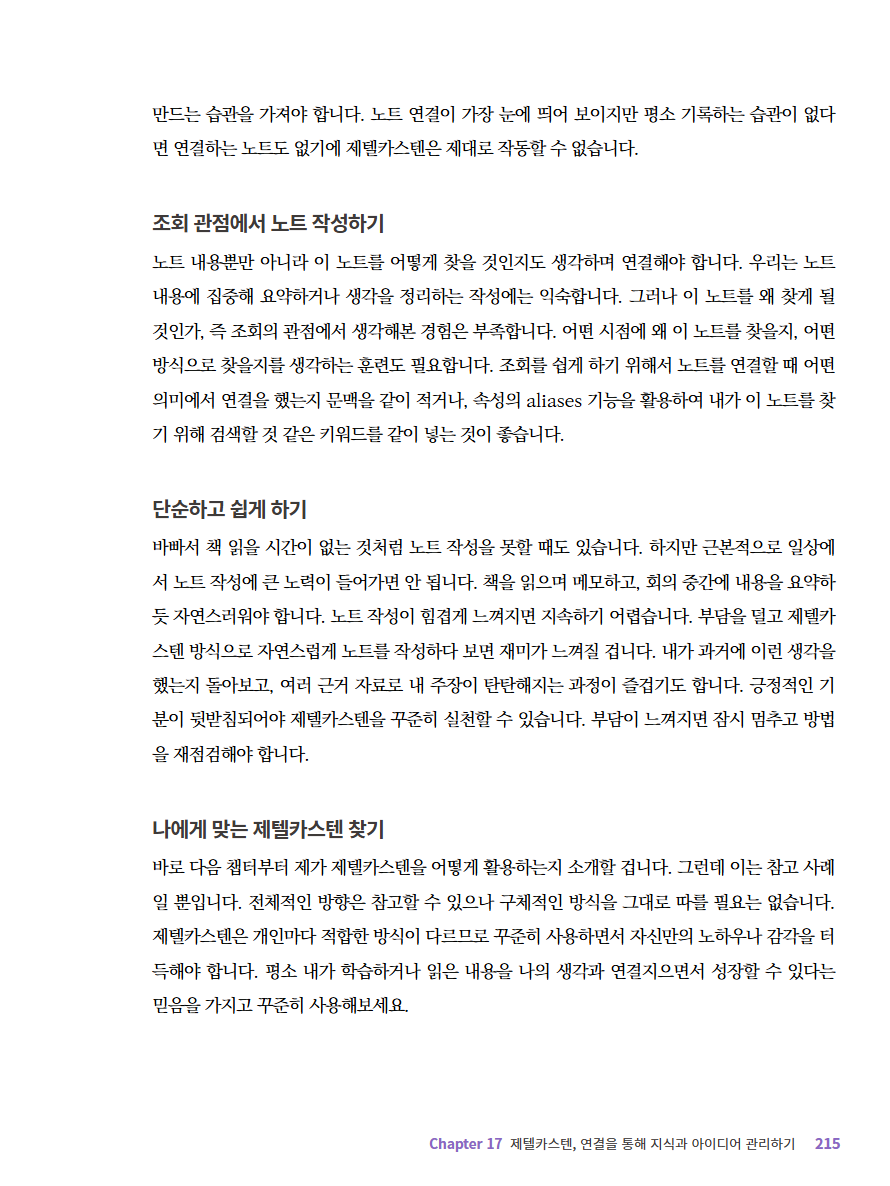 만드는 습관을 가져야 합니다. 노트 연결이 가장 눈에 띄어 보이지만 평소 기록하는 습관이 없다
면 연결하는 노트도 없기에 제텔카스텐은 제대로 작동할 수 없습니다.
조회 관점에서 노트 작성하기
노트 내용뿐만 아니라 이 노트를 어떻게 찾을 것인지도 생각하며 연결해야 합니다. 우리는 노트
내용에 집중해 요약하거나 생각을 정리하는 작성에는 익숙합니다. 그러나 이 노트를 왜 찾게 될
것인가, 즉 조회의 관점에서 생각해본 경험은 부족합니다. 어떤 시점에 왜 이 노트를 찾을지, 어떤
방식으로 찾을지를 생각하는 훈련도 필요합니다. 조회를 쉽게 하기 위해서 노트를 연결할 때 어떤
의미에서 연결을 했는지 문맥을 같이 적거나, 속성의 aliases 기능을 활용하여 내가 이 노트를 찾
기 위해 검색할 것 같은 키워드를 같이 넣는 것이 좋습니다.
단순하고 쉽게 하기
바빠서 책 읽을 시간이 없는 것처럼 노트 작성을 못할 때도 있습니다. 하지만 근본적으로 일상에
서 노트 작성에 큰 노력이 들어가면 안 됩니다. 책을 읽으며 메모하고, 회의 중간에 내용을 요약하
듯 자연스러워야 합니다. 노트 작성이 힘겹게 느껴지면 지속하기 어렵습니다. 부담을 덜고 제텔카
스텐 방식으로 자연스럽게 노트를 작성하다 보면 재미가 느껴질 겁니다. 내가 과거에 이런 생각을
했는지 돌아보고, 여러 근거 자료로 내 주장이 탄탄해지는 과정이 즐겁기도 합니다. 긍정적인 기
분이 뒷받침되어야 제텔카스텐을 꾸준히 실천할 수 있습니다. 부담이 느껴지면 잠시 멈추고 방법
을 재점검해야 합니다.
나에게 맞는 제텔카스텐 찾기
바로 다음 챕터부터 제가 제텔카스텐을 어떻게 활용하는지 소개할 겁니다. 그런데 이는 참고 사례
일 뿐입니다. 전체적인 방향은 참고할 수 있으나 구체적인 방식을 그대로 따를 필요는 없습니다.
제텔카스텐은 개인마다 적합한 방식이 다르므로 꾸준히 사용하면서 자신만의 노하우나 감각을 터
득해야 합니다. 평소 내가 학습하거나 읽은 내용을 나의 생각과 연결지으면서 성장할 수 있다는
믿음을 가지고 꾸준히 사용해보세요.
Chapter 17 제텔카스텐, 연결을 통해 지식과 아이디어 관리하기 215